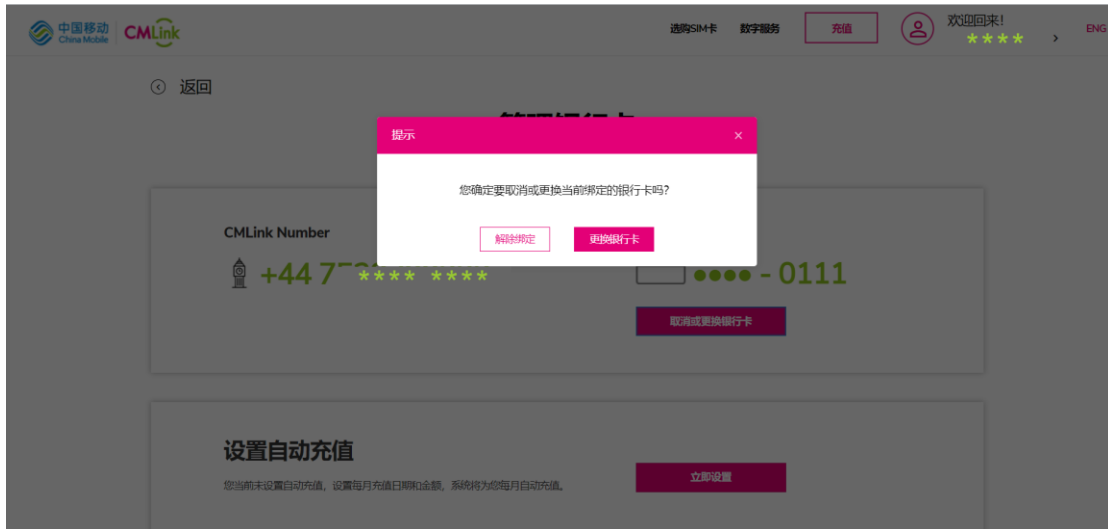 中国移动
China Mobile
CMLink
选购SIM卡
数字服务
充值
欢迎回来!
****
>
ENG
返回
提示
×
您确定要取消或更换当前绑定的银行卡吗?
解除绑定
更换银行卡
CMLink Number
+44 7
**** ****
●●●● - 0111
取消或更换银行卡
设置自动充值
您当前未设置自动充值，设置每月充值日期和金额，系统将为您每月自动充值。
立即设置